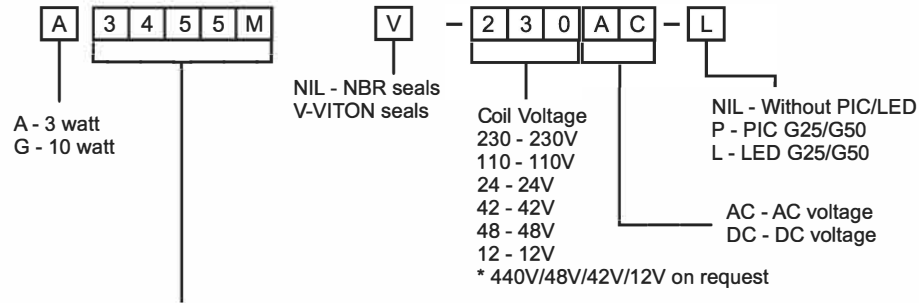 A 3 4 5 5 M V - 2 3 0 A C - L
NIL - NBR seals
V-VITON seals
A - 3 watt
G - 10 watt
Coil Voltage
230 - 230V
110 - 110V
24 - 24V
42 - 42V
48 - 48V
12 - 12V
* 440V/48V/42V/12V on request
NIL - Without PIC/LED
P - PIC G25/G50
L - LED G25/G50
AC - AC voltage
DC - DC voltage